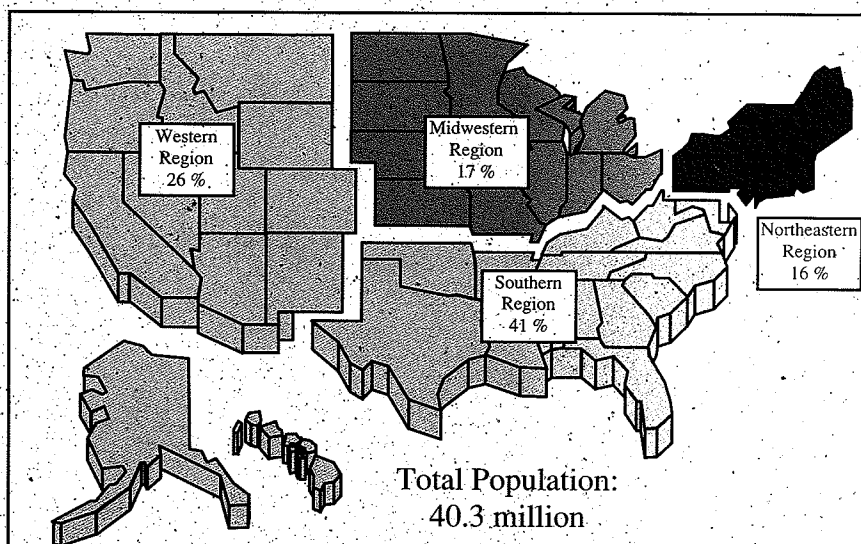 Western
Region
26 %
Midwestern
Region
17 %
Northeastern
Region
16 %
Southern
Region
41 %
Total Population:
40.3 million